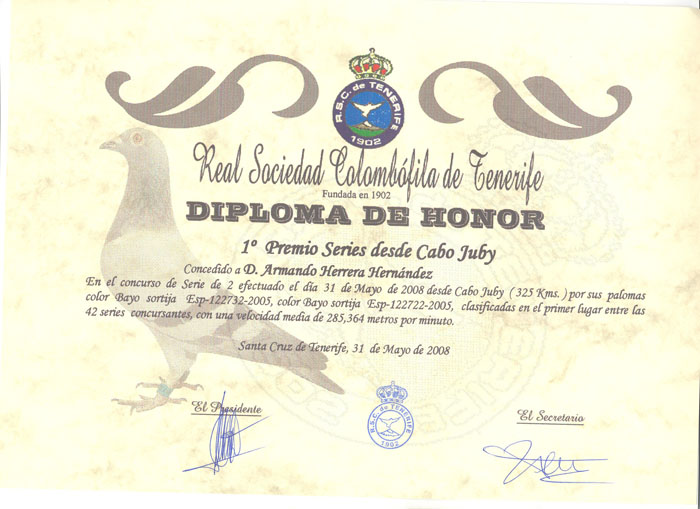 R.S.C. de TENERIFE
1902
Real Sociedad Colombófila de Tenerife
Fundada en 1902
DIPLOMA DE HONOR
1º Premio Series desde Cabo Juby
Concedido a D. Armando Herrera Hernández
En el concurso de Serie de 2 efectuado el día 31 de Mayo de 2008 desde Cabo Juby ( 325 Kms. ) por sus palomas
color Bayo sortija Esp-122732-2005, color Bayo sortija Esp-122722-2005, clasificadas en el primer lugar entre las
42 series concursantes, con una velocidad media de 285,364 metros por minuto.
Santa Cruz de Tenerife, 31 de Mayo de 2008
El Presidente
R.S.C. de TENERIFE
1902
El Secretario